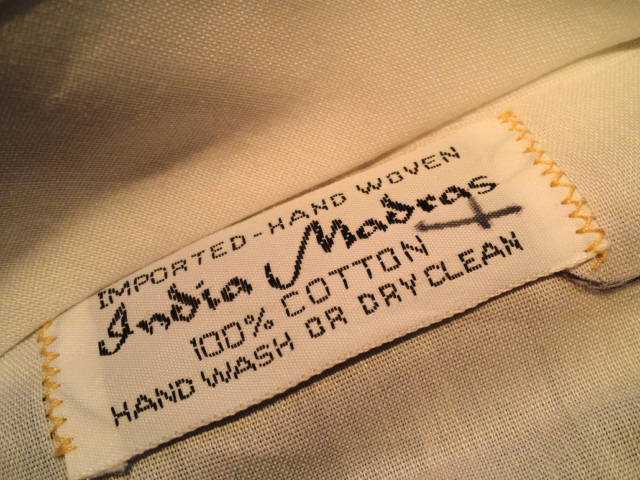 IMPORTED-HAND WOVEN
India Madras
100% COTTON
HAND WASH OR DRY CLEAN